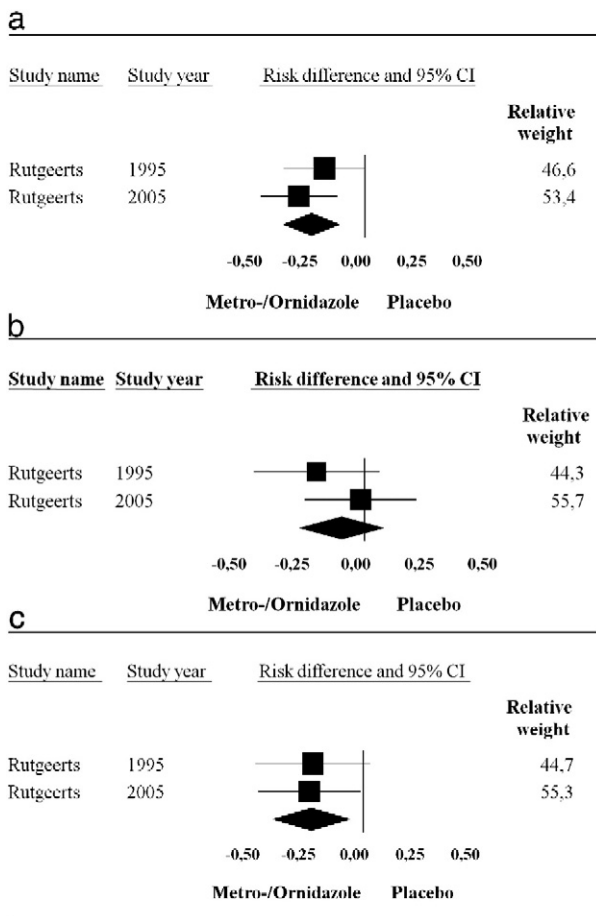 a
Study name Study year Risk difference and 95% CI
Relative
weight
Rutgeerts 1995 46,6
Rutgeerts 2005 53,4
-0,50 -0,25 0,00 0,25 0,50
Metro-/Ornidazole Placebo
b
Study name Study year Risk difference and 95% CI
Relative
weight
Rutgeerts 1995 44,3
Rutgeerts 2005 55,7
-0,50 -0,25 0,00 0,25 0,50
Metro-/Ornidazole Placebo
c
Study name Study year Risk difference and 95% CI
Relative
weight
Rutgeerts 1995 44,7
Rutgeerts 2005 55,3
-0,50 -0,25 0,00 0,25 0,50
Metro-/Ornidazole Placebo